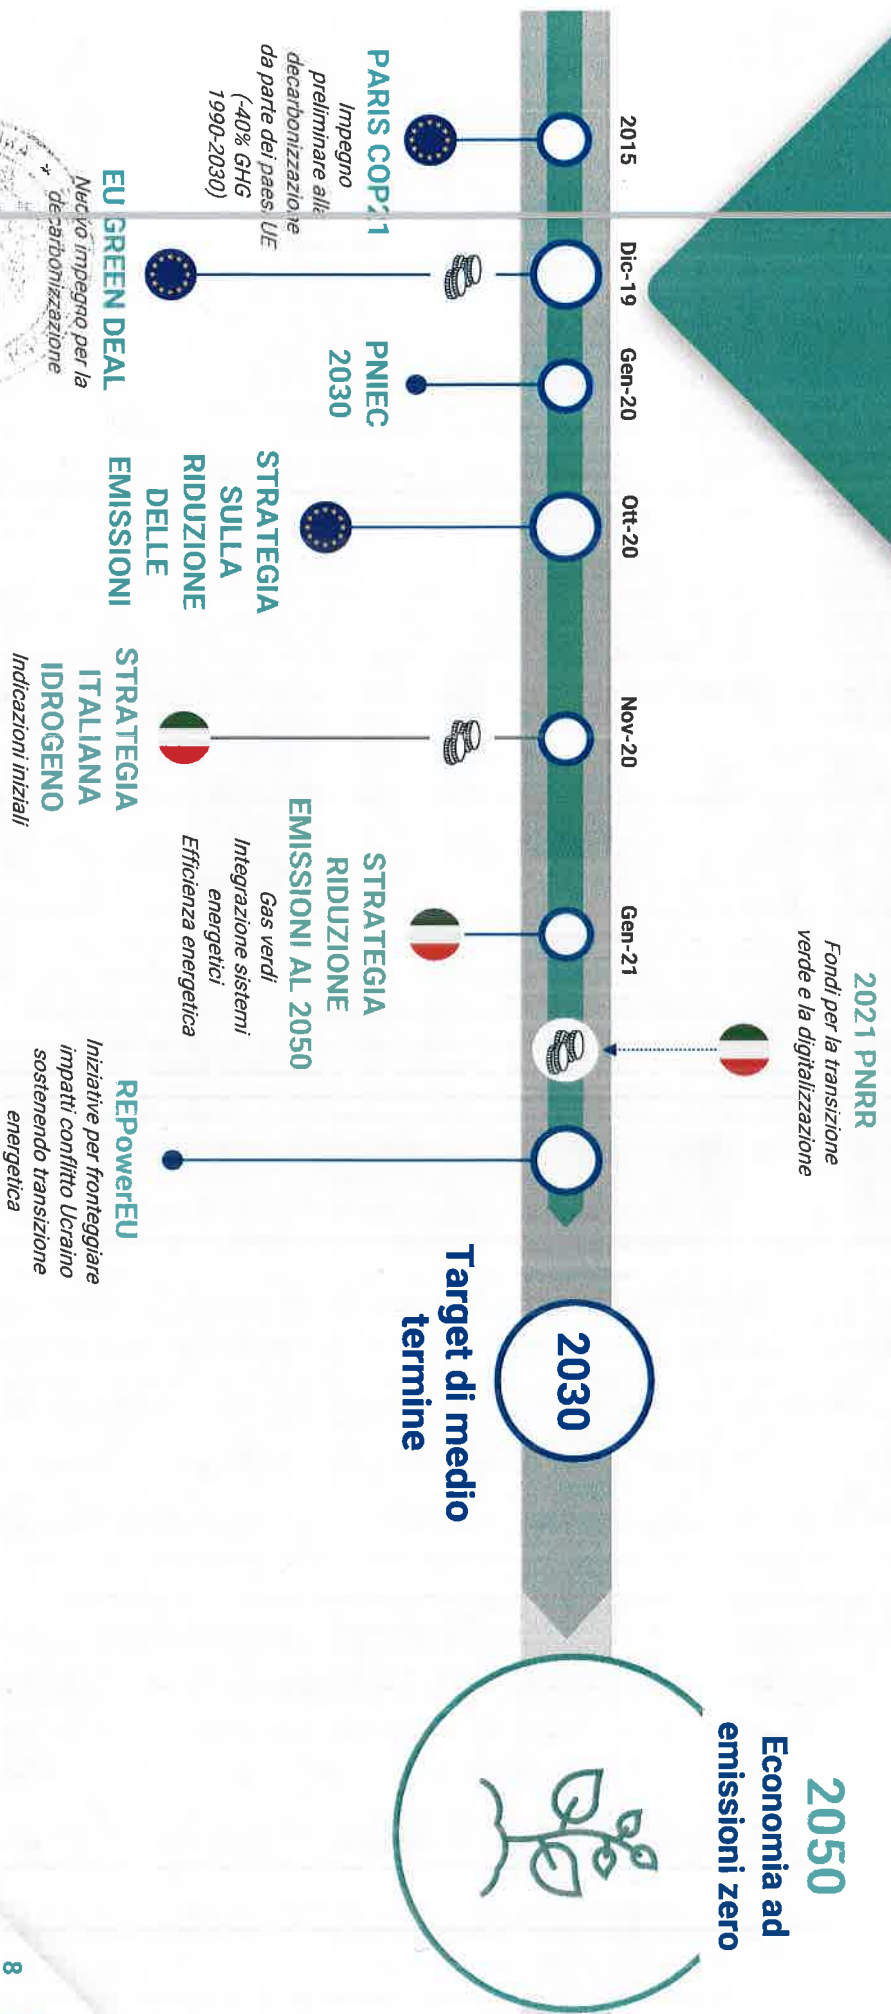 2021 PNRR
Fondi per la transizione
verde e la digitalizzazione
2050
Economia ad
emissioni zero
2015
Dic-19
Gen-20
Ott-20
Nov-20
Gen-21
2030
Target di medio
termine
PARIS COP21
Impegno
preliminare alla
decarbonizzazione
da parte dei paesi UE
(-40% GHG
1990-2030))
EU GREEN DEAL
Nuovo impegno per la
decarbonizzazione
PNIEC
2030
STRATEGIA
SULLA
RIDUZIONE
DELLE
EMISSIONI
STRATEGIA
ITALIANA
IDROGENO
Indicazioni iniziali
STRATEGIA
RIDUZIONE
EMISSIONI AL 2050
Gas verdi
Integrazione sistemi
energetici
Efficienza energetica
REPowerEU
Iniziative per fronteggiare
impatti conflitto Ucraino
sostenendo transizione
energetica
8